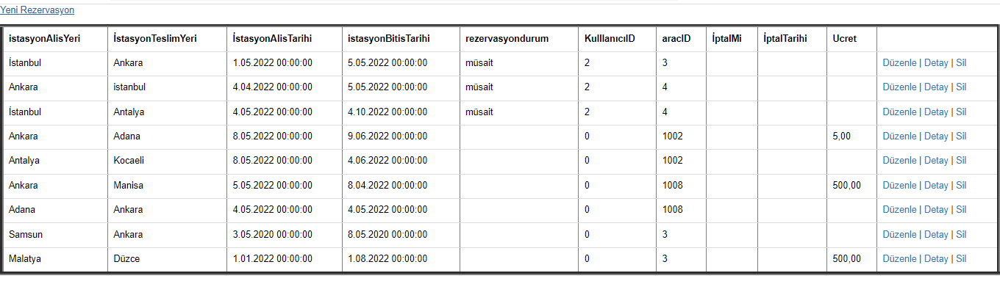 Yeni Rezervasyon
istasyonAlisYeri İstasyonTeslimYeri İstasyonAlisTarihi istasyonBitisTarihi rezervasyondurum KulllanıcıID aracID İptalMi İptalTarihi Ucret
İstanbul Ankara 1.05.2022 00:00:00 5.05.2022 00:00:00 müsait 2 3 Düzenle | Detay | Sil
Ankara istanbul 4.04.2022 00:00:00 5.05.2022 00:00:00 müsait 2 4 Düzenle | Detay | Sil
İstanbul Antalya 4.05.2022 00:00:00 4.10.2022 00:00:00 müsait 2 4 Düzenle | Detay | Sil
Ankara Adana 8.05.2022 00:00:00 9.06.2022 00:00:00 0 1002 5,00 Düzenle | Detay | Sil
Antalya Kocaeli 8.05.2022 00:00:00 4.06.2022 00:00:00 0 1002 Düzenle | Detay | Sil
Ankara Manisa 5.05.2022 00:00:00 8.04.2022 00:00:00 0 1008 500,00 Düzenle | Detay | Sil
Adana Ankara 4.05.2022 00:00:00 4.05.2022 00:00:00 0 1008 Düzenle | Detay | Sil
Samsun Ankara 3.05.2020 00:00:00 8.05.2020 00:00:00 0 3 Düzenle | Detay | Sil
Malatya Düzce 1.01.2022 00:00:00 1.08.2022 00:00:00 0 3 500,00 Düzenle | Detay | Sil